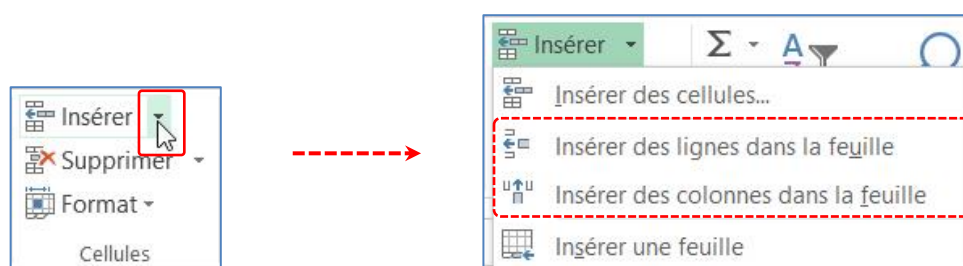 Insérer
Supprimer
Format
Cellules
Insérer Σ A
Insérer des cellules...
Insérer des lignes dans la feuille
Insérer des colonnes dans la feuille
Insérer une feuille